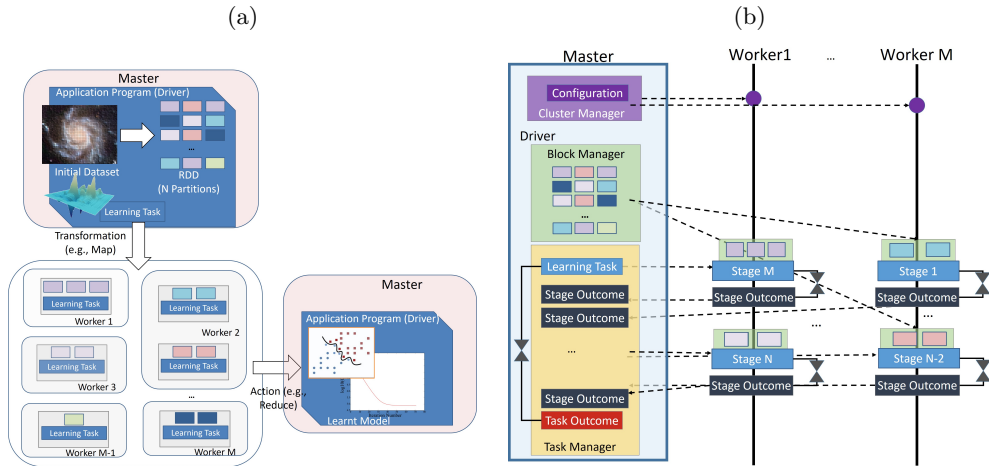 (a)
Master
Application Program (Driver)
...
Initial Dataset
RDD
(N Partitions)
Learning Task
Transformation
(e.g., Map)
Learning Task
Worker 1
Learning Task
Worker 2
Learning Task
Worker 3
Learning Task
...
Learning Task
Worker M-1
Learning Task
Worker M
Action (e.g.,
Reduce)
Master
Application Program (Driver)
Learnt Model
(b)
Master
Worker1
...
Worker M
Configuration
Cluster Manager
Driver
Block Manager
...
Learning Task
Stage M
Stage 1
Stage Outcome
Stage Outcome
Stage Outcome
Stage Outcome
...
...
...
Stage N
Stage N-2
Stage Outcome
Stage Outcome
Stage Outcome
Task Outcome
Task Manager